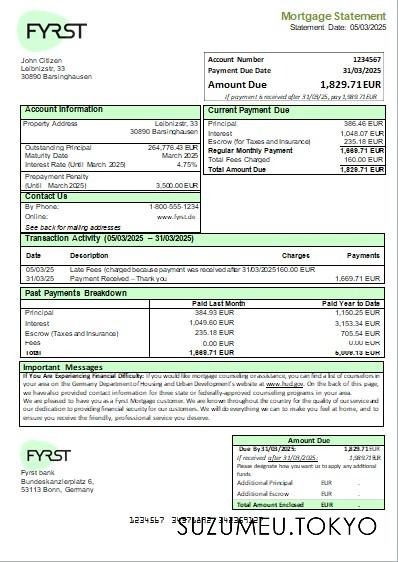 FYRST
Mortgage Statement
Statement Date: 05/03/2025
John Citizen
Leibnizstr, 33
30890 Barsinghausen
Account Number 1234567
Payment Due Date 31/03/2025
Amount Due 1,829.71 EUR
If payment is received after 31/03/25, pay 1,989.71 EUR
Account Information
Property Address Leibnizstr, 33
30890 Barsinghausen
Outstanding Principal 264,776.43 EUR
Maturity Date March 2025
Interest Rate (Until March 2025) 4.75%
Prepayment Penalty
(Until March 2025) 3,500.00 EUR
Contact Us
By Phone: 1-800-555-1234
Online: www.fyrst.de
See back for mailing addresses
Current Payment Due
Principal 386.46 EUR
Interest 1,048.07 EUR
Escrow (for Taxes and Insurance) 235.18 EUR
Regular Monthly Payment 1,669.71 EUR
Total Fees Charged 160.00 EUR
Total Amount Due 1,829.71 EUR
Transaction Activity (05/03/2025 – 31/03/2025)
Date Description Charges Payments
05/03/25 Late Fees (charged because payment was received after 31/03/2025 160.00 EUR
31/03/25 Payment Received – Thank you 1,669.71 EUR
Past Payments Breakdown
Paid Last Month Paid Year to Date
Principal 384.93 EUR 1,150.25 EUR
Interest 1,049.60 EUR 3,153.34 EUR
Escrow (Taxes and Insurance) 235.18 EUR 705.54 EUR
Fees 0.00 EUR 0.00 EUR
Total 1,669.71 EUR 5,009.13 EUR
Important Messages
If You Are Experiencing Financial Difficulty: If you would like mortgage counseling or assistance, you can find a list of counselors in
your area on the Germany Department of Housing and Urban Development's website at www.hud.gov. On the back of this page,
we have also provided contact information for three state or federally-approved counseling programs in your area.
We are pleased to have you as a Fyrst Mortgage customer. We are known throughout the country for the quality of our service and
our dedication to providing financial security for our customers. We will do everything we can to make you feel at home, and to
ensure you receive the friendly, professional service you deserve.
FYRST
Fyrst bank
Bundeskanzlerplatz 6,
53113 Bonn, Germany
Amount Due
Due By 31/03/2025: 1,829.71 EUR
If received after 31/03/2025: 1,989.71 EUR
Please designate how you want us to apply any additional
funds.
Additional Principal EUR .
Additional Escrow EUR .
Total Amount Enclosed EUR .
1234567
SUZUMEU.TOKYO